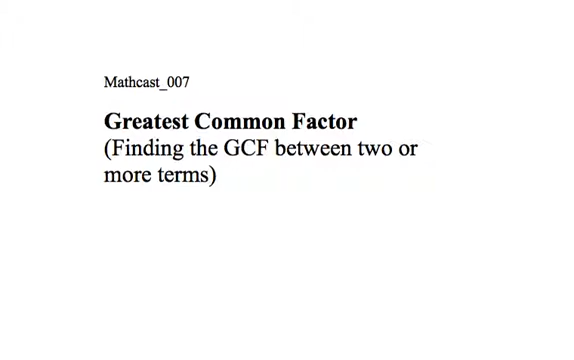 Mathcast_007
Greatest Common Factor
(Finding the GCF between two or
more terms)